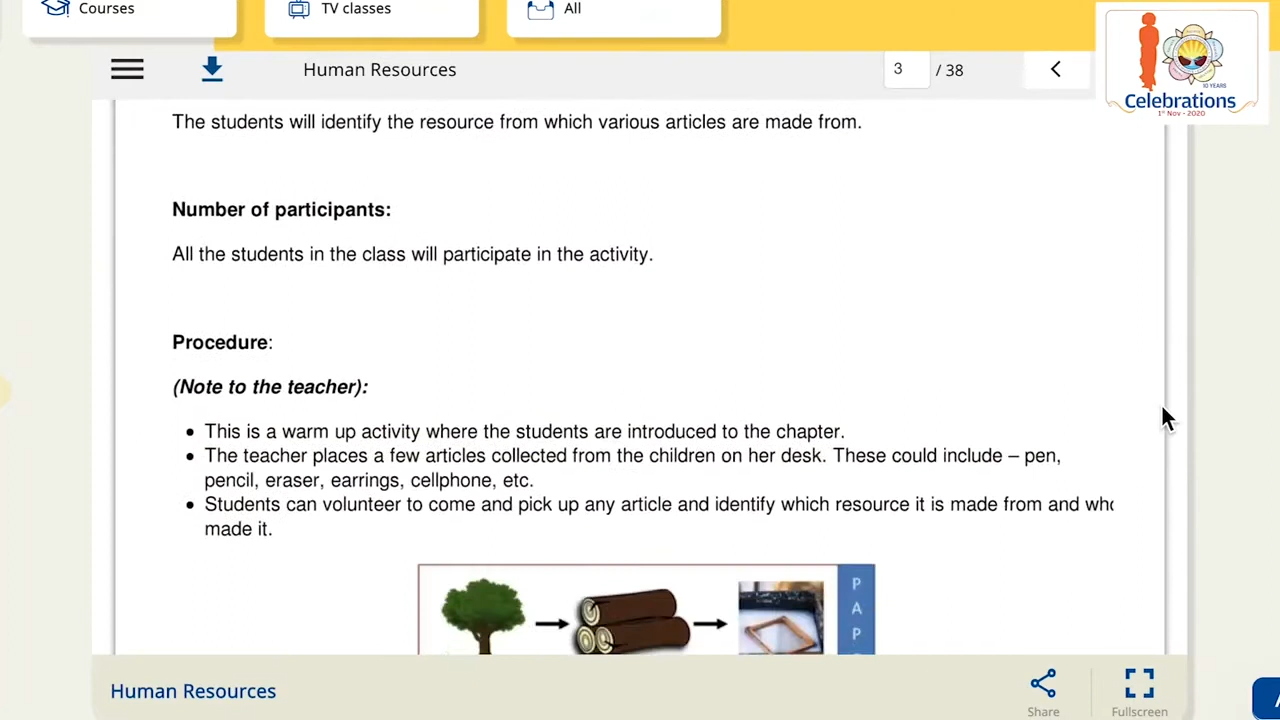 Courses
TV classes
All
Human Resources
3 / 38
10 YEARS
Celebrations
1st Nov - 2020
The students will identify the resource from which various articles are made from.
Number of participants:
All the students in the class will participate in the activity.
Procedure:
(Note to the teacher):
• This is a warm up activity where the students are introduced to the chapter.
• The teacher places a few articles collected from the children on her desk. These could include – pen,
pencil, eraser, earrings, cellphone, etc.
• Students can volunteer to come and pick up any article and identify which resource it is made from and who
made it.
P
A
P
Human Resources
Share
Fullscreen